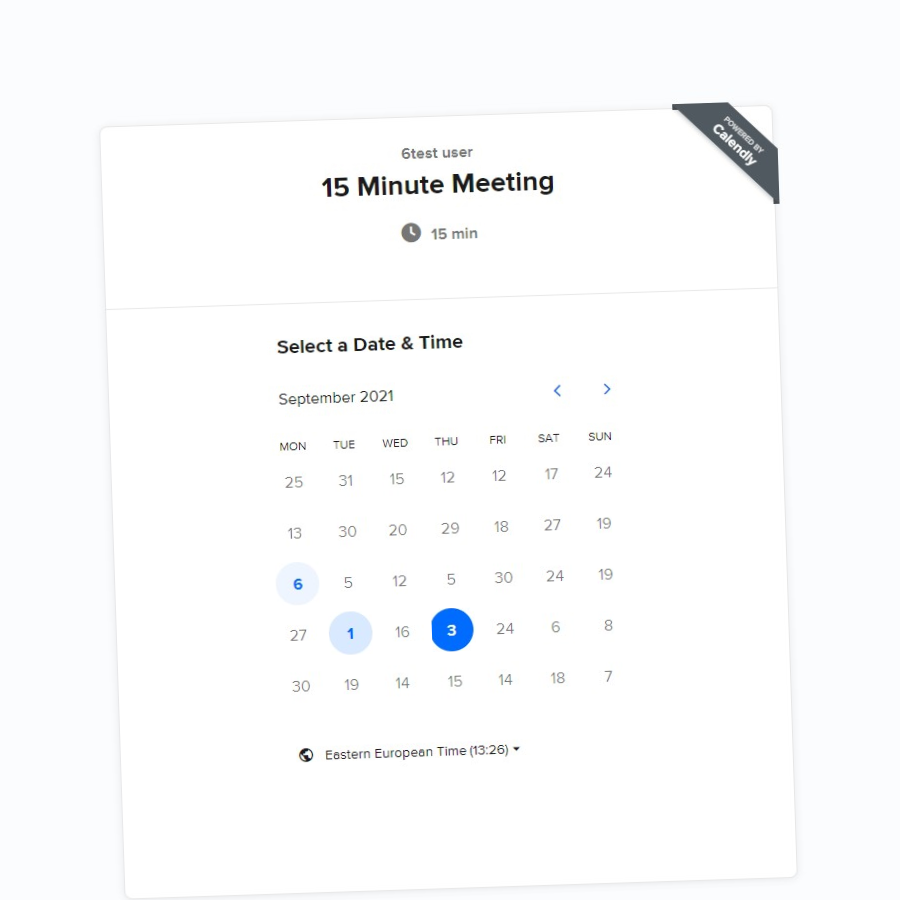 POWERED BY
Calendly
6test user
15 Minute Meeting
15 min
Select a Date & Time
September 2021
MON TUE WED THU FRI SAT SUN
25 31 15 12 12 17 24
13 30 20 29 18 27 19
6 5 12 5 30 24 19
27 1 16 3 24 6 8
30 19 14 15 14 18 7
Eastern European Time (13:26)